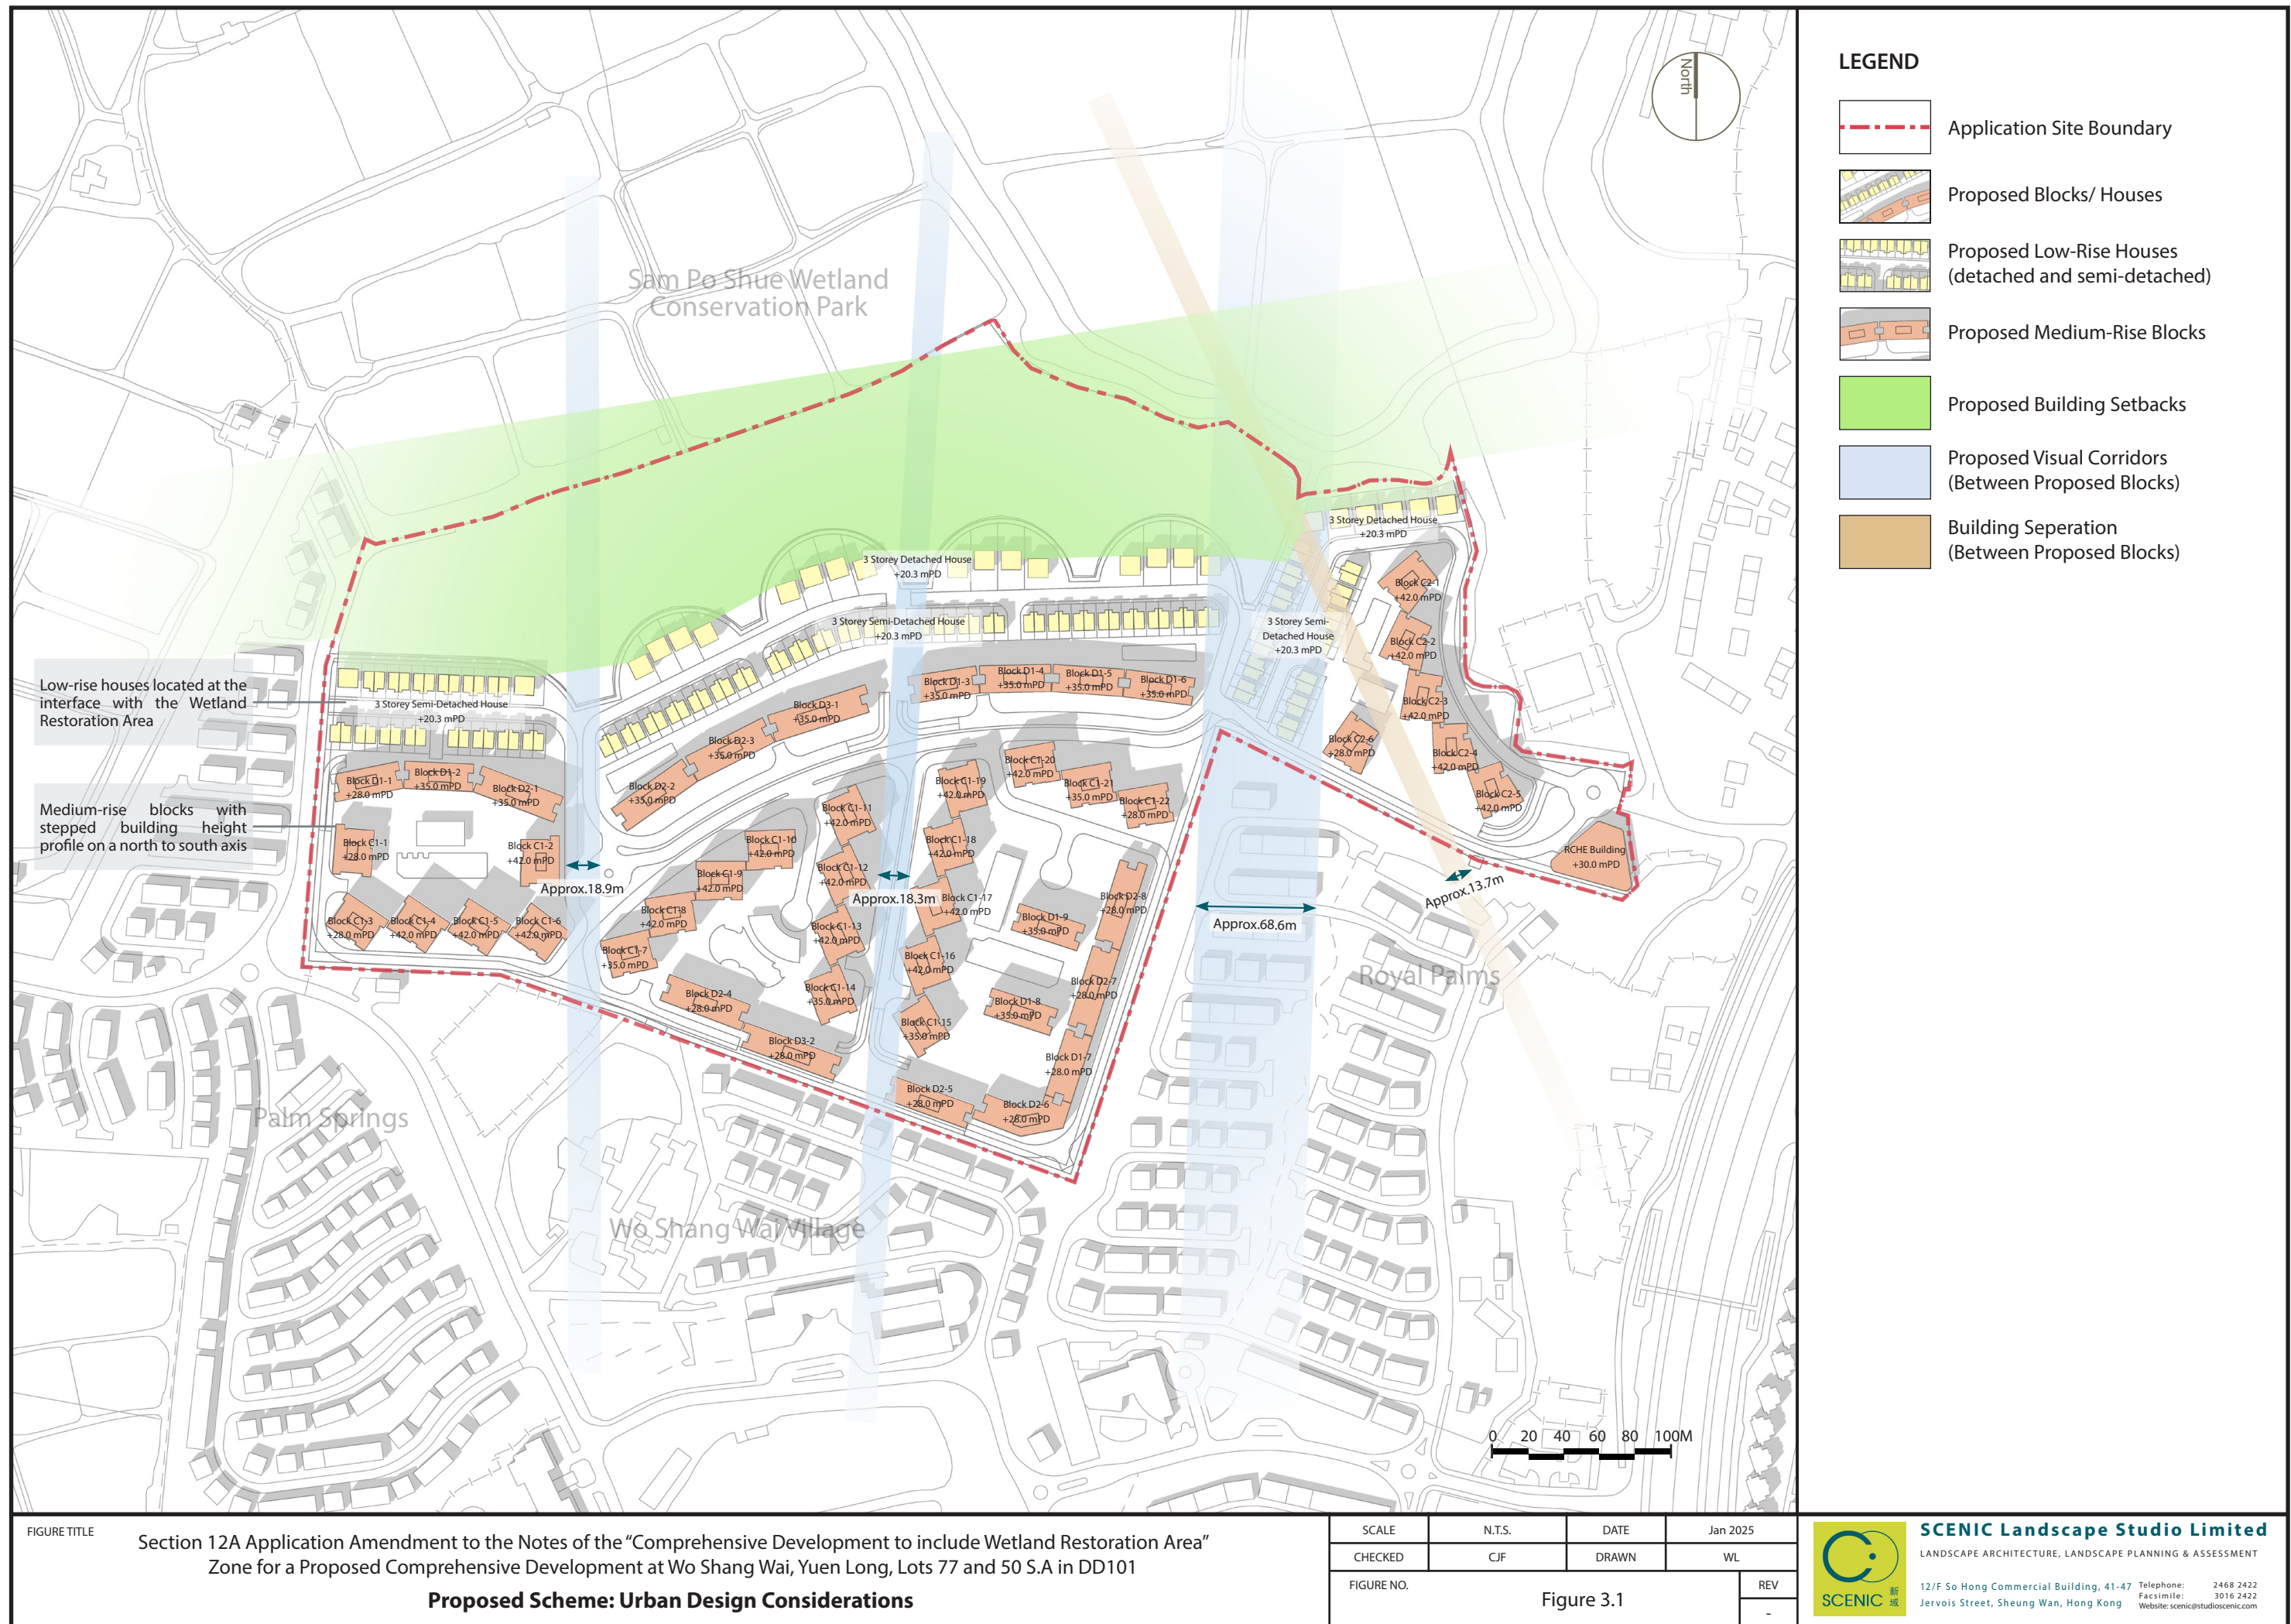 North
Sam Po Shue Wetland
Conservation Park
3 Storey Detached House
+20.3 mPD
3 Storey Detached House
+20.3 mPD
3 Storey Semi-Detached House
+20.3 mPD
3 Storey Semi-
Detached House
+20.3 mPD
3 Storey Semi-Detached House
+20.3 mPD
Low-rise houses located at the
interface with the Wetland
Restoration Area
Medium-rise blocks with
stepped building height
profile on a north to south axis
Block C2-1
+42.0 mPD
Block C2-2
+42.0 mPD
Block C2-3
+42.0 mPD
Block C2-4
+42.0 mPD
Block C2-5
+42.0 mPD
Block C2-6
+28.0 mPD
RCHE Building
+30.0 mPD
Block D1-3
+35.0 mPD
Block D1-4
+35.0 mPD
Block D1-5
+35.0 mPD
Block D1-6
+35.0 mPD
Block D3-1
+35.0 mPD
Block D2-3
+35.0 mPD
Block D2-2
+35.0 mPD
Block D1-1
+28.0 mPD
Block D1-2
+35.0 mPD
Block D2-1
+35.0 mPD
Block C1-1
+28.0 mPD
Block C1-2
+42.0 mPD
Block C1-3
+28.0 mPD
Block C1-4
+42.0 mPD
Block C1-5
+42.0 mPD
Block C1-6
+42.0 mPD
Block C1-7
+35.0 mPD
Block C1-8
+42.0 mPD
Block C1-9
+42.0 mPD
Block C1-10
+42.0 mPD
Block C1-11
+42.0 mPD
Block C1-12
+42.0 mPD
Block C1-13
+42.0 mPD
Block C1-14
+35.0 mPD
Block C1-15
+35.0 mPD
Block C1-16
+42.0 mPD
Block C1-17
+42.0 mPD
Block C1-18
+42.0 mPD
Block C1-19
+42.0 mPD
Block C1-20
+42.0 mPD
Block C1-21
+35.0 mPD
Block C1-22
+28.0 mPD
Block D2-8
+28.0 mPD
Block D1-9
+35.0 mPD
Block D2-7
+28.0 mPD
Block D1-8
+35.0 mPD
Block D1-7
+28.0 mPD
Block D2-4
+28.0 mPD
Block D3-2
+28.0 mPD
Block D2-5
+28.0 mPD
Block D2-6
+28.0 mPD
Approx.18.9m
Approx.18.3m
Approx.68.6m
Approx.13.7m
Royal Palms
Palm Springs
Wo Shang Wai Village
0 20 40 60 80 100M
LEGEND
Application Site Boundary
Proposed Blocks/ Houses
Proposed Low-Rise Houses
(detached and semi-detached)
Proposed Medium-Rise Blocks
Proposed Building Setbacks
Proposed Visual Corridors
(Between Proposed Blocks)
Building Seperation
(Between Proposed Blocks)
FIGURE TITLE
Section 12A Application Amendment to the Notes of the “Comprehensive Development to include Wetland Restoration Area”
Zone for a Proposed Comprehensive Development at Wo Shang Wai, Yuen Long, Lots 77 and 50 S.A in DD101
Proposed Scheme: Urban Design Considerations
SCALE N.T.S. DATE Jan 2025
CHECKED CJF DRAWN WL
FIGURE NO. Figure 3.1 REV
-
SCENIC 新域
SCENIC Landscape Studio Limited
LANDSCAPE ARCHITECTURE, LANDSCAPE PLANNING & ASSESSMENT
12/F So Hong Commercial Building, 41-47
Jervois Street, Sheung Wan, Hong Kong
Telephone: 2468 2422
Facsimile: 3016 2422
Website: scenic@studioscenic.com